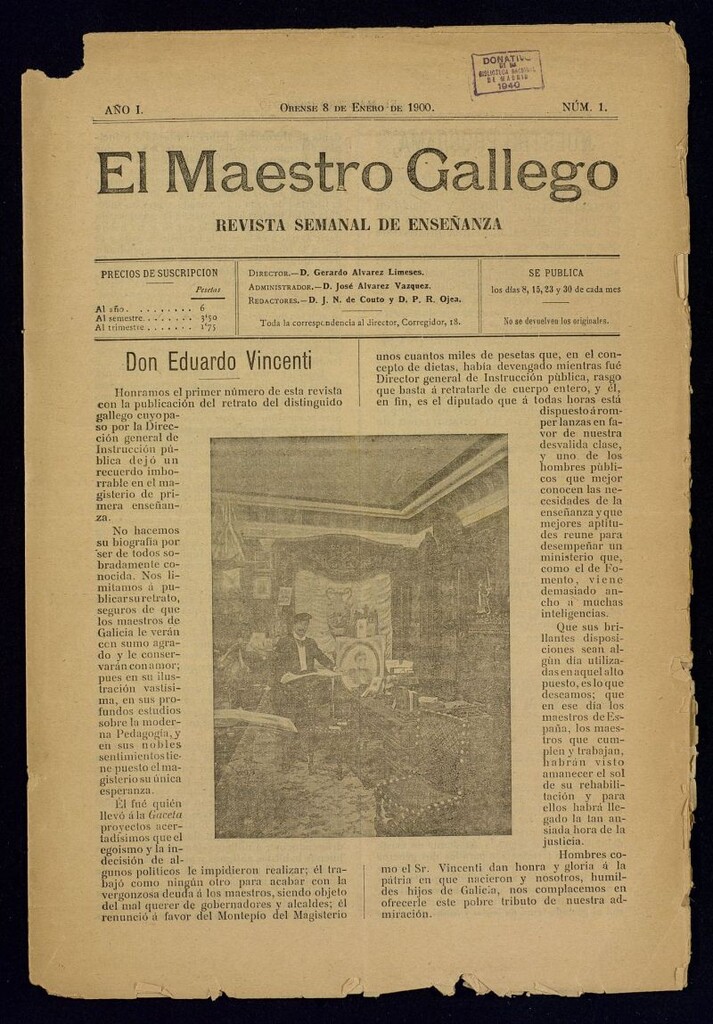 DONATIVO
DE LA
BIBLIOTECA NACIONAL
DE MADRID
1940
AÑO I.
ORENSE 8 DE ENERO DE 1900.
NÚM. 1.
El Maestro Gallego
REVISTA SEMANAL DE ENSEÑANZA
PRECIOS DE SUSCRIPCION
Pesetas
Al año. . . . . . . . . 6
Al semestre. . . . . . . 3'50
Al trimestre. . . . . . . 1'75
DIRECTOR.—D. Gerardo Alvarez Limeses.
ADMINISTRADOR.—D. José Alvarez Vazquez.
REDACTORES.—D. J. N. de Couto y D. P. R. Ojea.
Toda la correspondencia al director, Corregidor, 18.
SE PUBLICA
los días 8, 15, 23 y 30 de cada mes
No se devuelven los originales.
Don Eduardo Vincenti
Honramos el primer número de esta revista
con la publicación del retrato del distinguido
gallego cuyo pa-
so por la Direc-
ción general de
Instrucción pú-
blica dejó un
recuerdo imbo-
rrable en el ma-
gisterio de pri-
mera enseñan-
za.
No hacemos
su biografía por
ser de todos so-
bradamente co-
nocida. Nos li-
mitamos á pu-
blicar su retrato,
seguros de que
los maestros de
Galicia le verán
con sumo agra-
do y le conser-
varán con amor;
pues en su ilus-
tración vastísi-
ma, en sus pro-
fundos estudios
sobre la moder-
na Pedagogía, y
en sus nobles
sentimientos tie-
ne puesto el ma-
gisterio su única
esperanza.
Él fué quién
llevó á la Gaceta
proyectos acer-
tadísimos que el
egoismo y la in-
decisión de al-
gunos políticos le impidieron realizar; él tra-
bajó como ningún otro para acabar con la
vergonzosa deuda á los maestros, siendo objeto
del mal querer de gobernadores y alcaldes; él
renunció á favor del Montepío del Magisterio
unos cuantos miles de pesetas que, en el con-
cepto de dietas, había devengado mientras fué
Director general de Instrucción pública, rasgo
que basta á retratarle de cuerpo entero, y él,
en fin, es el diputado que á todas horas está
dispuesto á rom-
per lanzas en fa-
vor de nuestra
desvalida clase,
y uno de los
hombres públi-
cos que mejor
conocen las ne-
cesidades de la
enseñanza y que
mejores aptitu-
des reune para
desempeñar un
ministerio que,
como el de Fo-
mento, viene
demasiado an-
cho á muchas
inteligencias.
Que sus bri-
llantes disposi-
ciones sean al-
gún día utiliza-
das en aquel alto
puesto, es lo que
deseamos; que
en ese día los
maestros de Es-
paña, los maes-
tros que cum-
plen y trabajan,
habrán visto
amanecer el sol
de su rehabili-
tación y para
ellos habrá lle-
gado la tan an-
siada hora de la
justicia.
Hombres co-
mo el Sr. Vincenti dan honra y gloria á la
pátria en que nacieron y nosotros, humil-
des hijos de Galicia, nos complacemos en
ofrecerle este pobre tributo de nuestra ad-
miración.